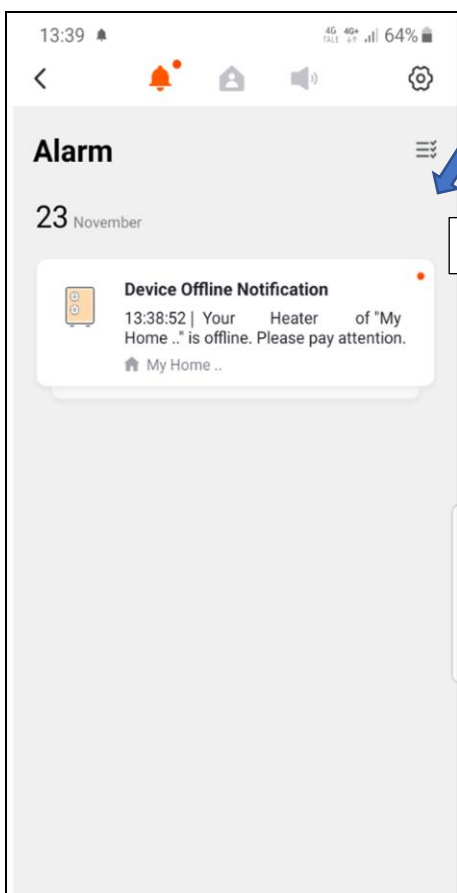 13:39
4G 4G+ 64%
TALE
Alarm
23 November
Device Offline Notification
13:38:52 | Your Heater of "My
Home .." is offline. Please pay attention.
My Home ..